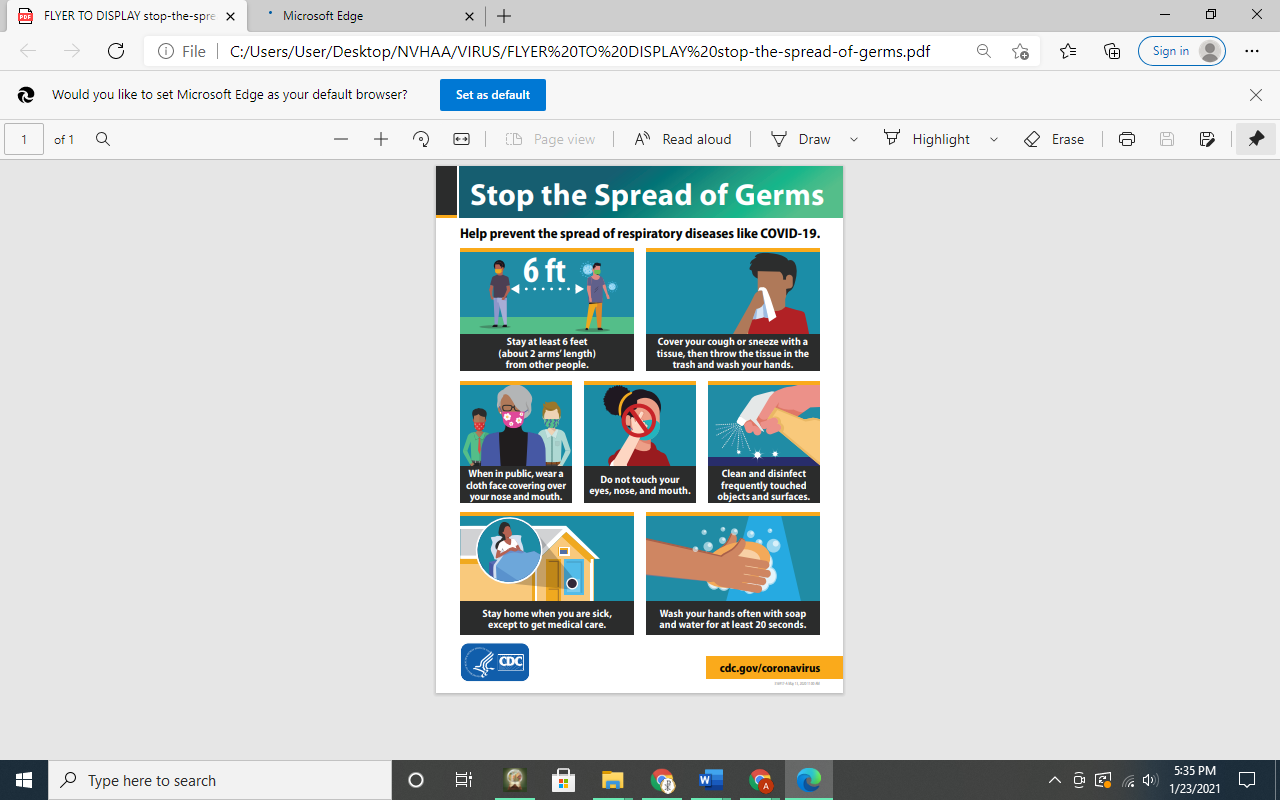 FLYER TO DISPLAY stop-the-spre
Microsoft Edge
File
C:/Users/User/Desktop/NVHAA/VIRUS/FLYER%20TO%20DISPLAY%20stop-the-spread-of-germs.pdf
Sign in
Would you like to set Microsoft Edge as your default browser?
Set as default
1
of 1
Page view
Read aloud
Draw
Highlight
Erase
Stop the Spread of Germs
Help prevent the spread of respiratory diseases like COVID-19.
6 ft
Stay at least 6 feet
(about 2 arms' length)
from other people.
Cover your cough or sneeze with a
tissue, then throw the tissue in the
trash and wash your hands.
When in public, wear a
cloth face covering over
your nose and mouth.
Do not touch your
eyes, nose, and mouth.
Clean and disinfect
frequently touched
objects and surfaces.
Stay home when you are sick,
except to get medical care.
Wash your hands often with soap
and water for at least 20 seconds.
CDC
cdc.gov/coronavirus
Type here to search
5:35 PM
1/23/2021